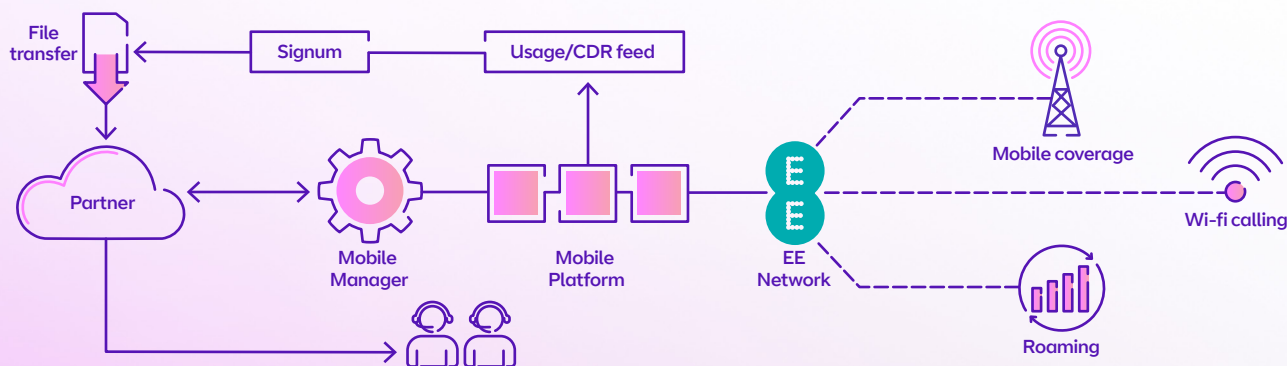 File
transfer
Signum
Usage/CDR feed
Mobile coverage
Partner
E
E
Wi-fi calling
Mobile
Manager
Mobile
Platform
EE
Network
Roaming